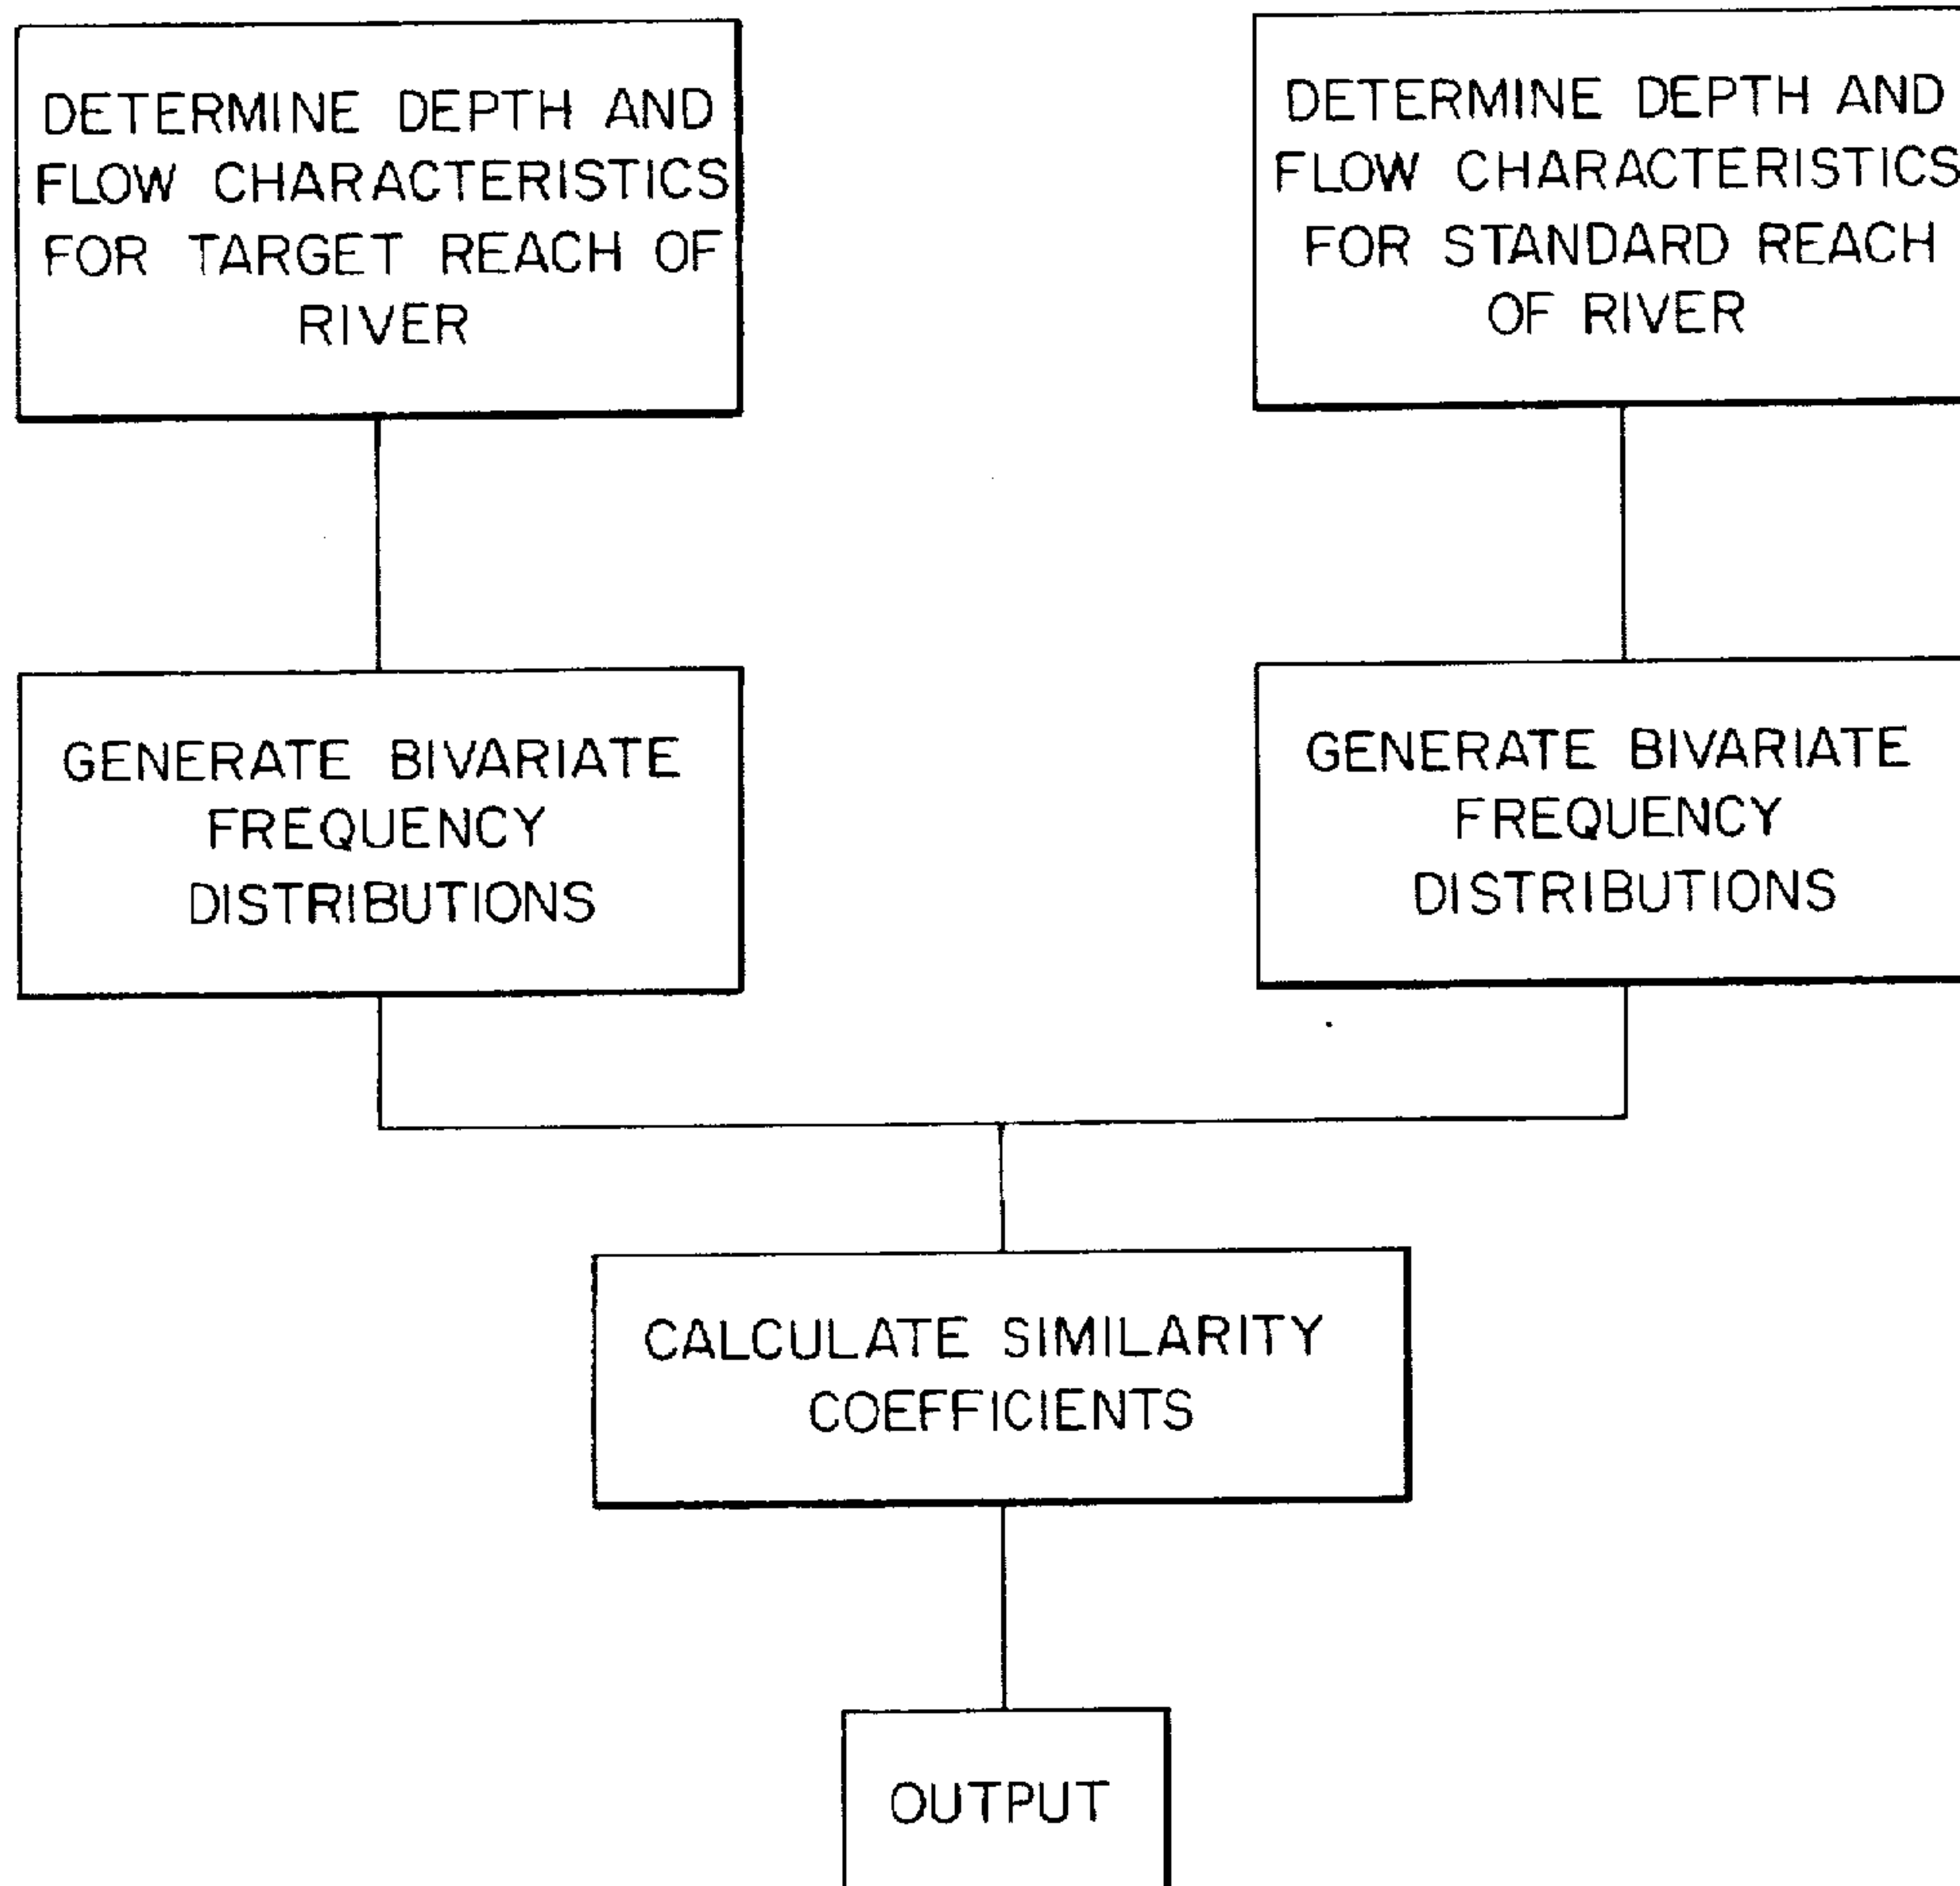 DETERMINE DEPTH AND
FLOW CHARACTERISTICS
FOR TARGET REACH OF
RIVER
DETERMINE DEPTH AND
FLOW CHARACTERISTICS
FOR STANDARD REACH
OF RIVER
GENERATE BIVARIATE
FREQUENCY
DISTRIBUTIONS
GENERATE BIVARIATE
FREQUENCY
DISTRIBUTIONS
CALCULATE SIMILARITY
COEFFICIENTS
OUTPUT